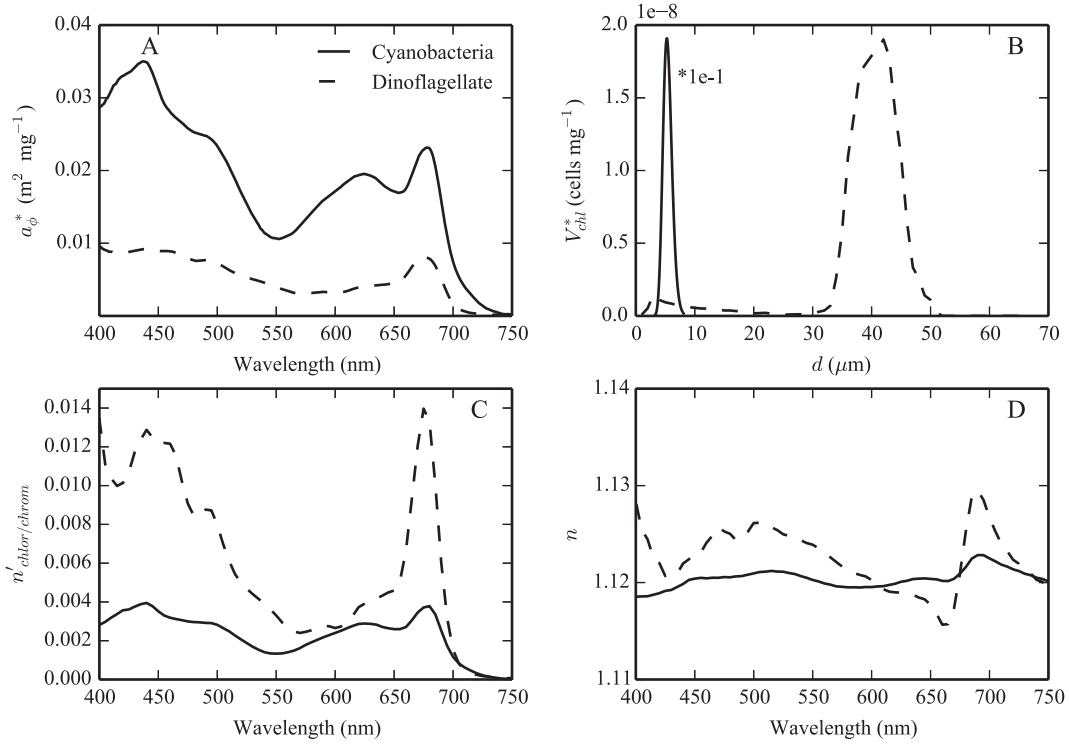 A
Cyanobacteria
Dinoflagellate
0.04
0.03
0.02
0.01
400 450 500 550 600 650 700 750
Wavelength (nm)
a*ϕ (m² mg⁻¹)
1e−8
B
*1e-1
2.0
1.5
1.0
0.5
0.0
0 10 20 30 40 50 60 70
d (μm)
V*chl (cells mg⁻¹)
C
0.014
0.012
0.010
0.008
0.006
0.004
0.002
0.000
400 450 500 550 600 650 700 750
Wavelength (nm)
n′chlor/chrom
D
1.14
1.13
1.12
1.11
400 450 500 550 600 650 700 750
Wavelength (nm)
n